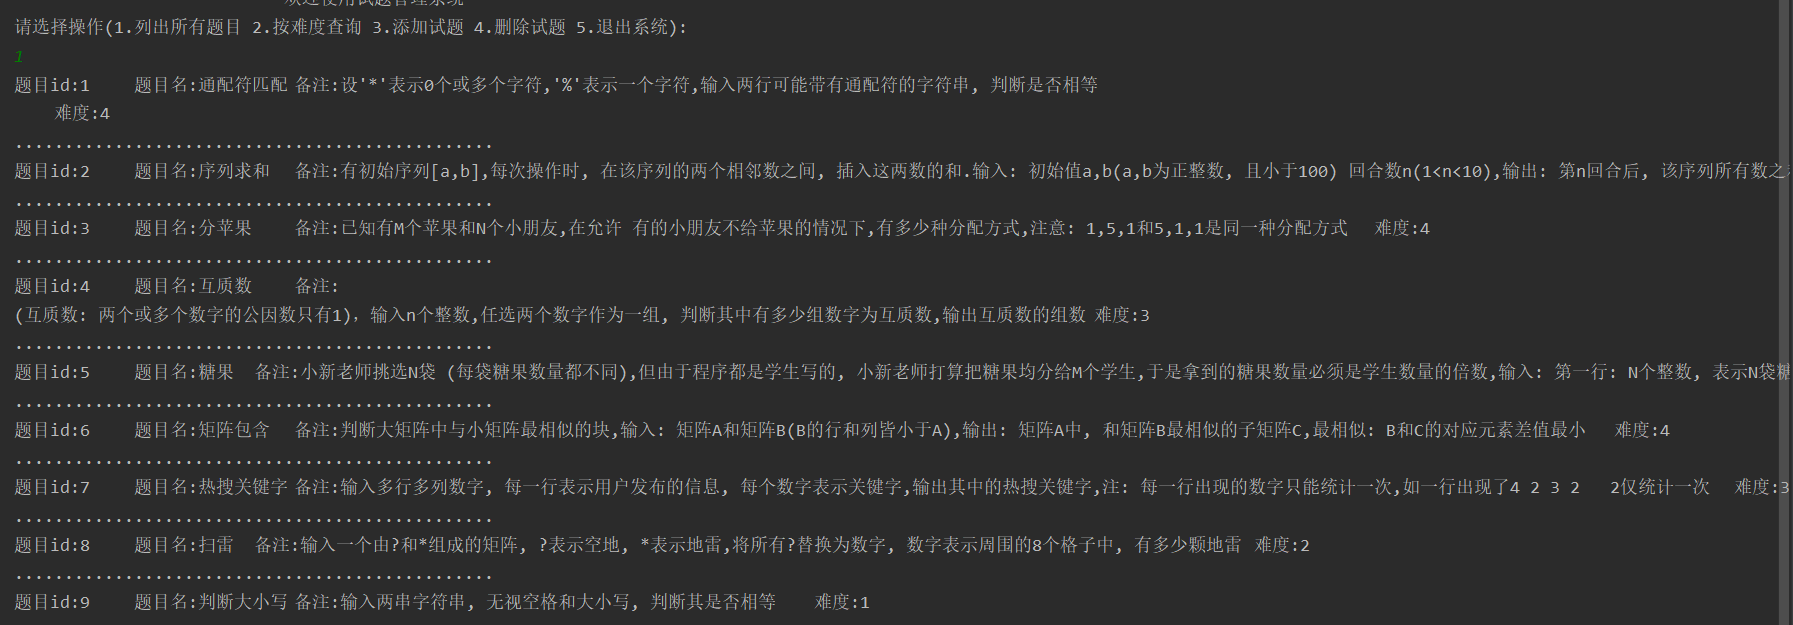 欢迎使用试题管理系统
请选择操作(1.列出所有题目 2.按难度查询 3.添加试题 4.删除试题 5.退出系统):
1
题目id:1 题目名:通配符匹配 备注:设'*'表示0个或多个字符,'%'表示一个字符,输入两行可能带有通配符的字符串, 判断是否相等
难度:4
................................................
题目id:2 题目名:序列求和 备注:有初始序列[a,b],每次操作时, 在该序列的两个相邻数之间, 插入这两数的和.输入: 初始值a,b(a,b为正整数, 且小于100) 回合数n(1<n<10),输出: 第n回合后, 该序列所有数之
................................................
题目id:3 题目名:分苹果 备注:已知有M个苹果和N个小朋友,在允许 有的小朋友不给苹果的情况下,有多少种分配方式,注意: 1,5,1和5,1,1是同一种分配方式 难度:4
................................................
题目id:4 题目名:互质数 备注:
(互质数: 两个或多个数字的公因数只有1), 输入n个整数,任选两个数字作为一组, 判断其中有多少组数字为互质数,输出互质数的组数 难度:3
................................................
题目id:5 题目名:糖果 备注:小新老师挑选N袋 (每袋糖果数量都不同),但由于程序都是学生写的, 小新老师打算把糖果均分给M个学生,于是拿到的糖果数量必须是学生数量的倍数,输入: 第一行: N个整数, 表示N袋糖
................................................
题目id:6 题目名:矩阵包含 备注:判断大矩阵中与小矩阵最相似的块,输入: 矩阵A和矩阵B(B的行和列皆小于A),输出: 矩阵A中, 和矩阵B最相似的子矩阵C,最相似: B和C的对应元素差值最小 难度:4
................................................
题目id:7 题目名:热搜关键字 备注:输入多行多列数字, 每一行表示用户发布的信息, 每个数字表示关键字,输出其中的热搜关键字,注: 每一行出现的数字只能统计一次,如一行出现了4 2 3 2 2仅统计一次 难度:3
................................................
题目id:8 题目名:扫雷 备注:输入一个由?和*组成的矩阵, ?表示空地, *表示地雷,将所有?替换为数字, 数字表示周围的8个格子中, 有多少颗地雷 难度:2
................................................
题目id:9 题目名:判断大小写 备注:输入两串字符串, 无视空格和大小写, 判断其是否相等 难度:1